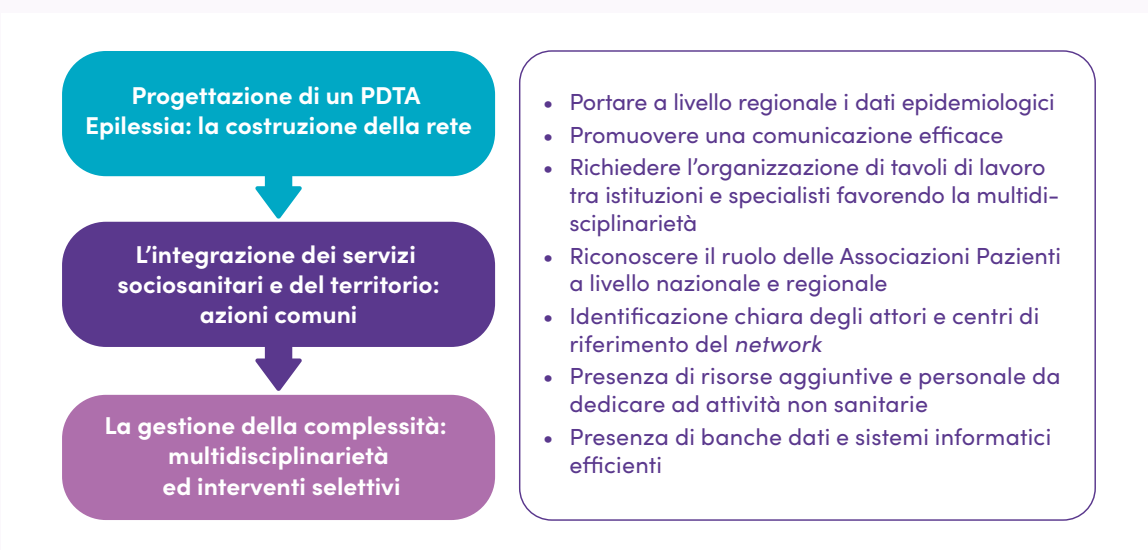 Progettazione di un PDTA
Epilessia: la costruzione della rete
L’integrazione dei servizi
sociosanitari e del territorio:
azioni comuni
La gestione della complessità:
multidisciplinarietà
ed interventi selettivi
• Portare a livello regionale i dati epidemiologici
• Promuovere una comunicazione efficace
• Richiedere l’organizzazione di tavoli di lavoro
tra istituzioni e specialisti favorendo la multidi-
sciplinarietà
• Riconoscere il ruolo delle Associazioni Pazienti
a livello nazionale e regionale
• Identificazione chiara degli attori e centri di
riferimento del network
• Presenza di risorse aggiuntive e personale da
dedicare ad attività non sanitarie
• Presenza di banche dati e sistemi informatici
efficienti